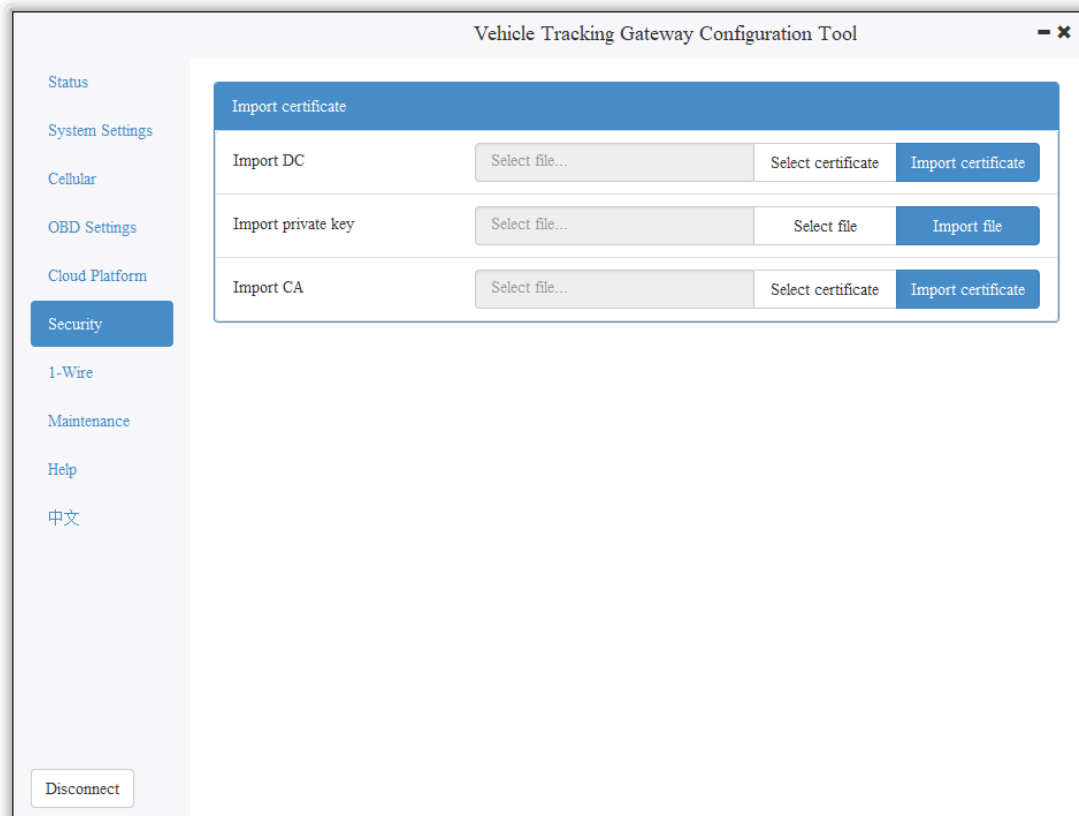 Vehicle Tracking Gateway Configuration Tool
Status
System Settings
Cellular
OBD Settings
Cloud Platform
Security
1-Wire
Maintenance
Help
中文
Disconnect
Import certificate
Import DC Select file... Select certificate Import certificate
Import private key Select file... Select file Import file
Import CA Select file... Select certificate Import certificate